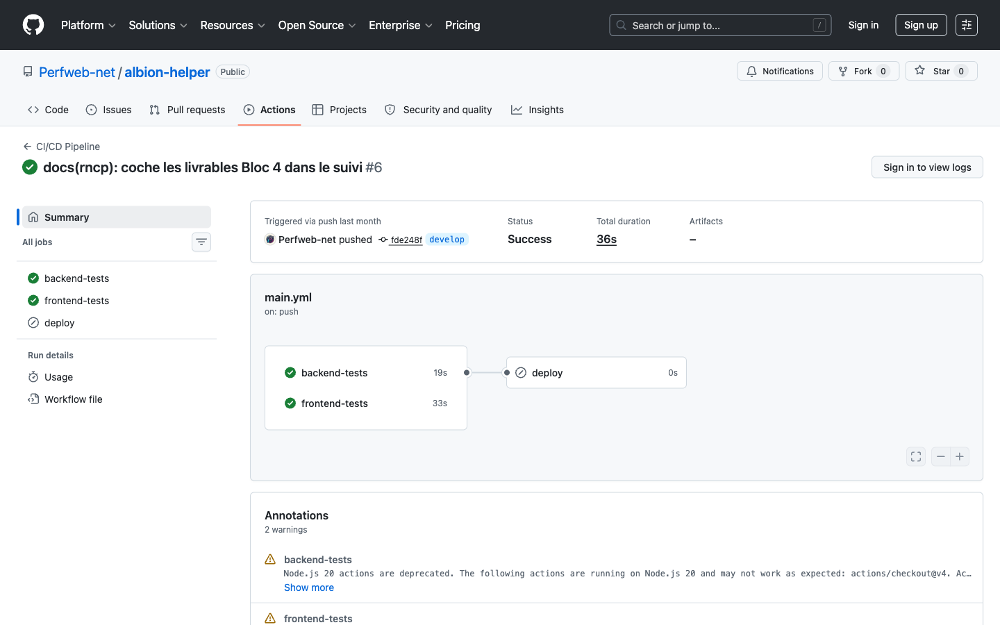 Platform Solutions Resources Open Source Enterprise Pricing Search or jump to... / Sign in Sign up
Perfweb-net / albion-helper Public Notifications Fork 0 Star 0
Code Issues Pull requests Actions Projects Security and quality Insights
CI/CD Pipeline
docs(rncp): coche les livrables Bloc 4 dans le suivi #6
Sign in to view logs
Summary
All jobs
backend-tests
frontend-tests
deploy
Run details
Usage
Workflow file
Triggered via push last month Status Total duration Artifacts
Perfweb-net pushed fde248f develop Success 36s –
main.yml
on: push
backend-tests 19s deploy 0s
frontend-tests 33s
Annotations
2 warnings
backend-tests
Node.js 20 actions are deprecated. The following actions are running on Node.js 20 and may not work as expected: actions/checkout@v4. Ac…
Show more
frontend-tests